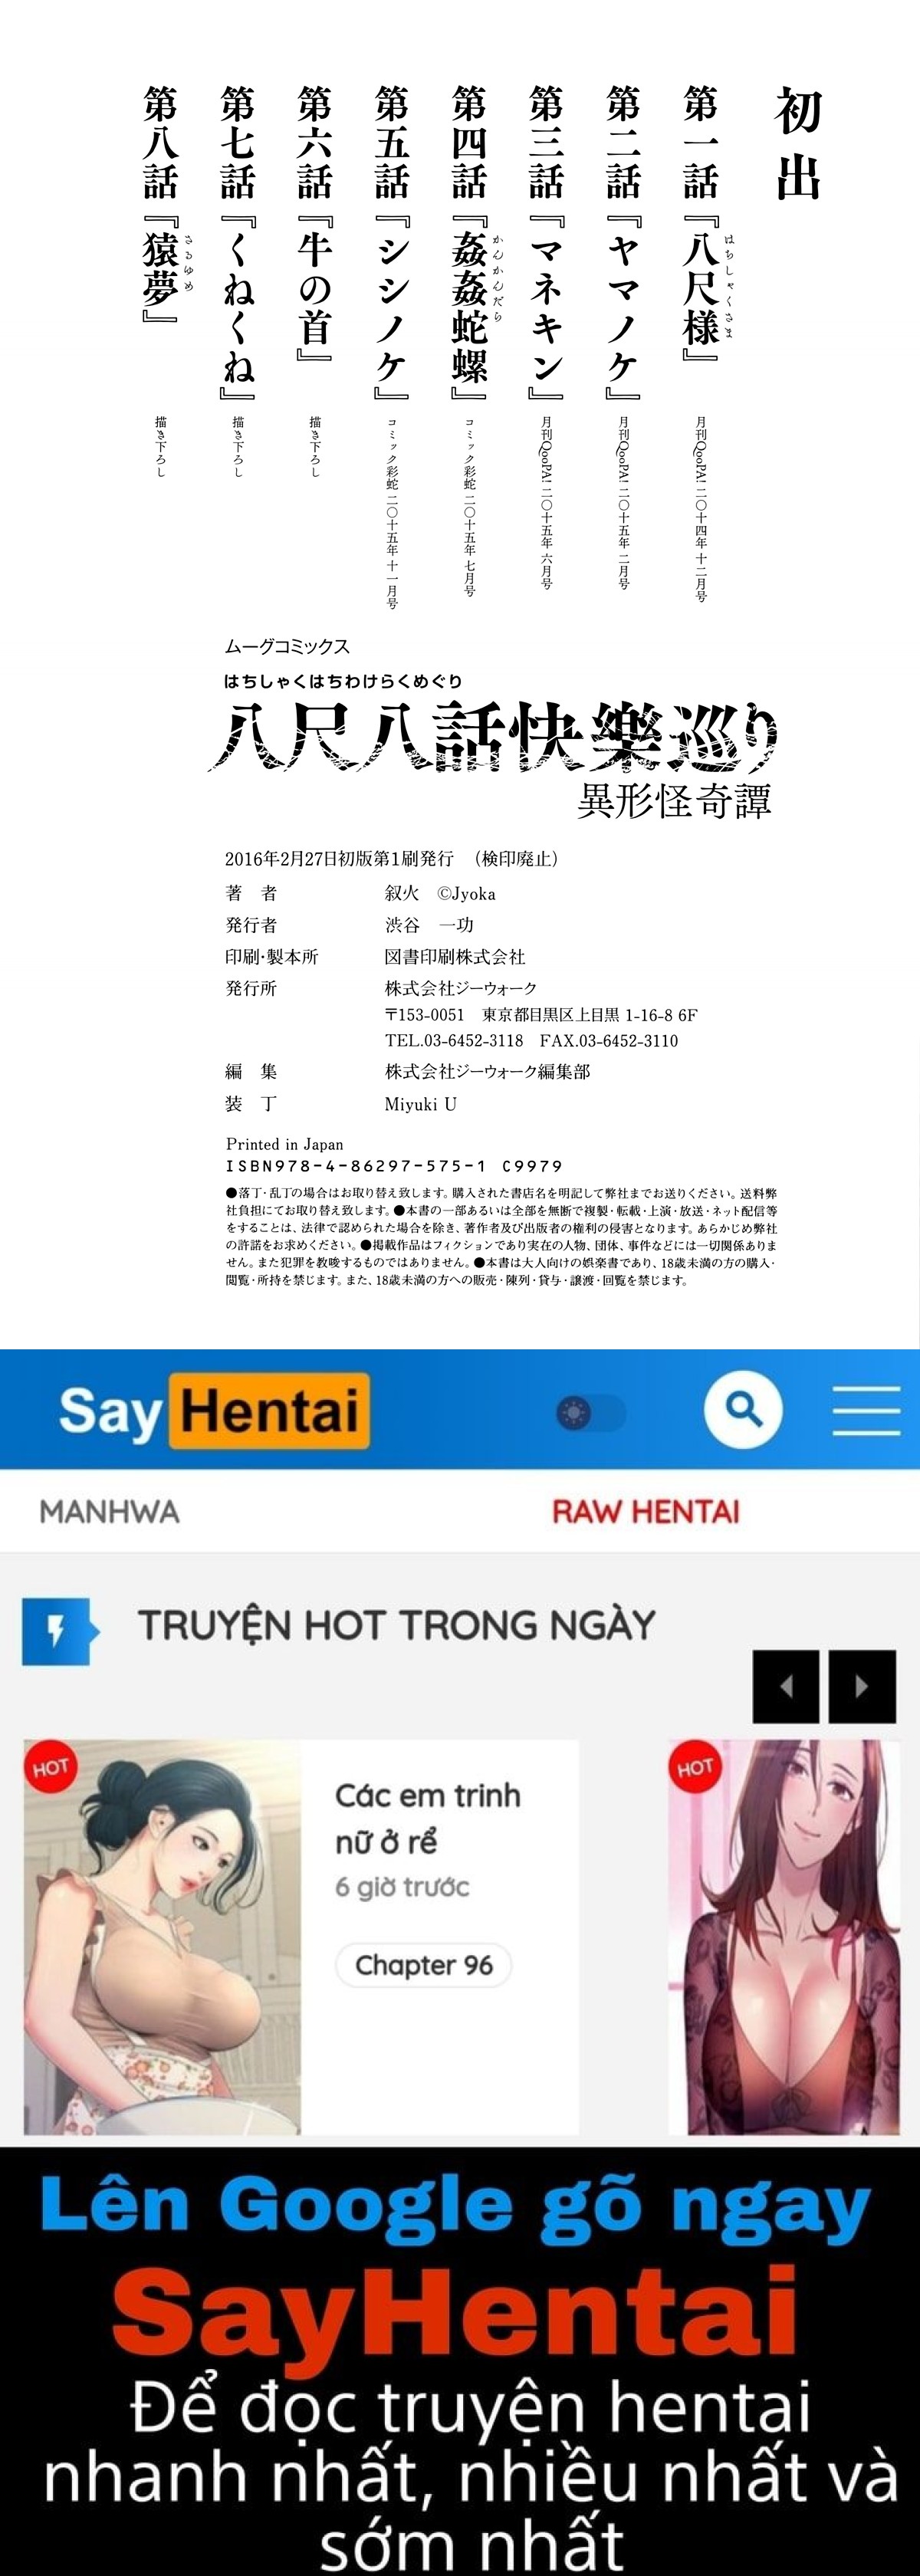 初出
第一話『八尺様』 月刊QooPA! 二〇十四年 十二月号
はちしゃくさま
第二話『ヤマノケ』 月刊QooPA! 二〇十五年 二月号
第三話『マネキン』 月刊QooPA! 二〇十五年 六月号
第四話『姦姦蛇螺』 コミック彩蛇 二〇十五年 七月号
かんかんだら
第五話『シシノケ』 コミック彩蛇 二〇十五年 十一月号
第六話『牛の首』 描き下ろし
第七話『くねくね』 描き下ろし
第八話『猿夢』 描き下ろし
さるゆめ
ムーグコミックス
はちしゃくはちわけらくめぐり
八尺八話快樂巡り
異形怪奇譚
2016年2月27日初版第1刷発行 （検印廃止）
著 者 叙火 ©Jyoka
発行者 渋谷 一功
印刷・製本所 図書印刷株式会社
発行所 株式会社ジーウォーク
〒153-0051 東京都目黒区上目黒 1-16-8 6F
TEL.03-6452-3118 FAX.03-6452-3110
編 集 株式会社ジーウォーク編集部
装 丁 Miyuki U
Printed in Japan
ISBN978-4-86297-575-1 C9979
●落丁・乱丁の場合はお取り替え致します。購入された書店名を明記して弊社までお送りください。送料弊
社負担にてお取り替え致します。●本書の一部あるいは全部を無断で複製・転載・上演・放送・ネット配信等
をすることは、法律で認められた場合を除き、著作者及び出版者の権利の侵害となります。あらかじめ弊社
の許諾をお求めください。●掲載作品はフィクションであり実在の人物、団体、事件などには一切関係ありま
せん。また犯罪を教唆するものではありません。●本書は大人向けの娯楽書であり、18歳未満の方の購入・
閲覧・所持を禁じます。また、18歳未満の方への販売・陳列・貸与・譲渡・回覧を禁じます。
Say Hentai
MANHWA RAW HENTAI
TRUYỆN HOT TRONG NGÀY
HOT
Các em trinh
nữ ở rể
6 giờ trước
Chapter 96
HOT
Lên Google gõ ngay
SayHentai
Để đọc truyện hentai
nhanh nhất, nhiều nhất và
sớm nhất